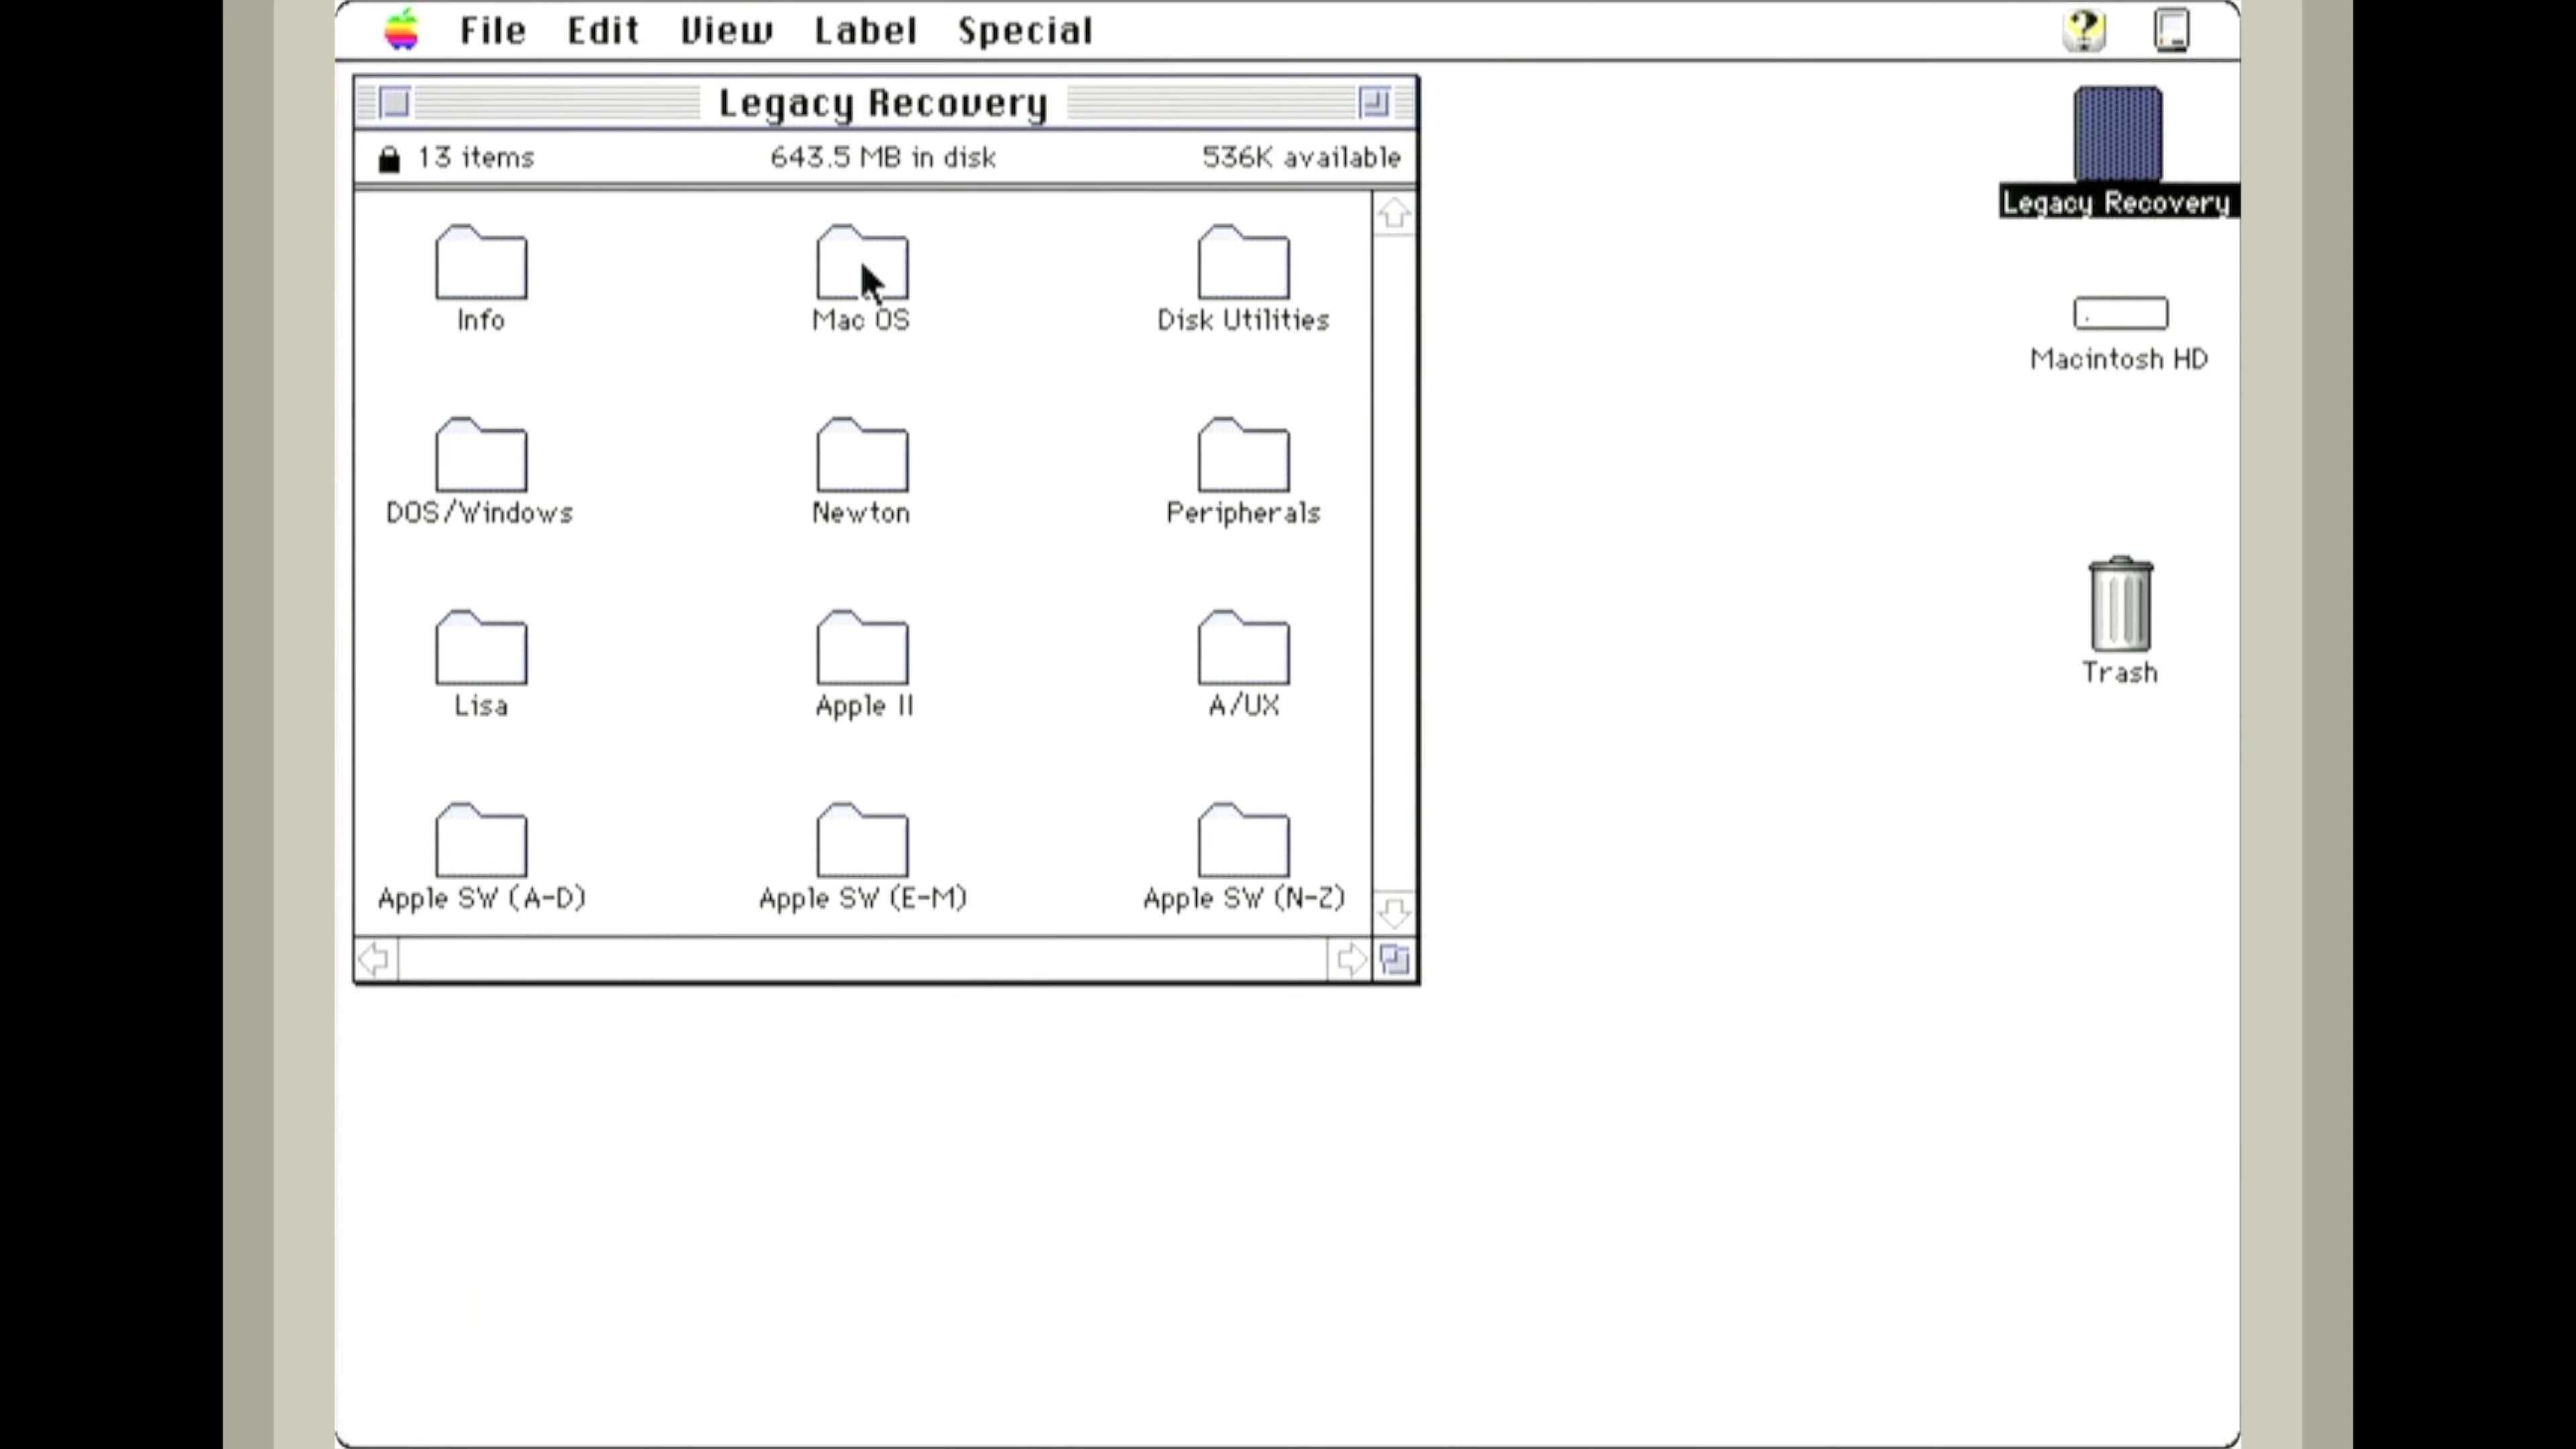 File Edit View Label Special
Legacy Recovery
13 items 643.5 MB in disk 536K available
Legacy Recovery
Info Mac OS Disk Utilities
Macintosh HD
DOS/Windows Newton Peripherals
Trash
Lisa Apple II A/UX
Apple SW (A-D) Apple SW (E-M) Apple SW (N-Z)